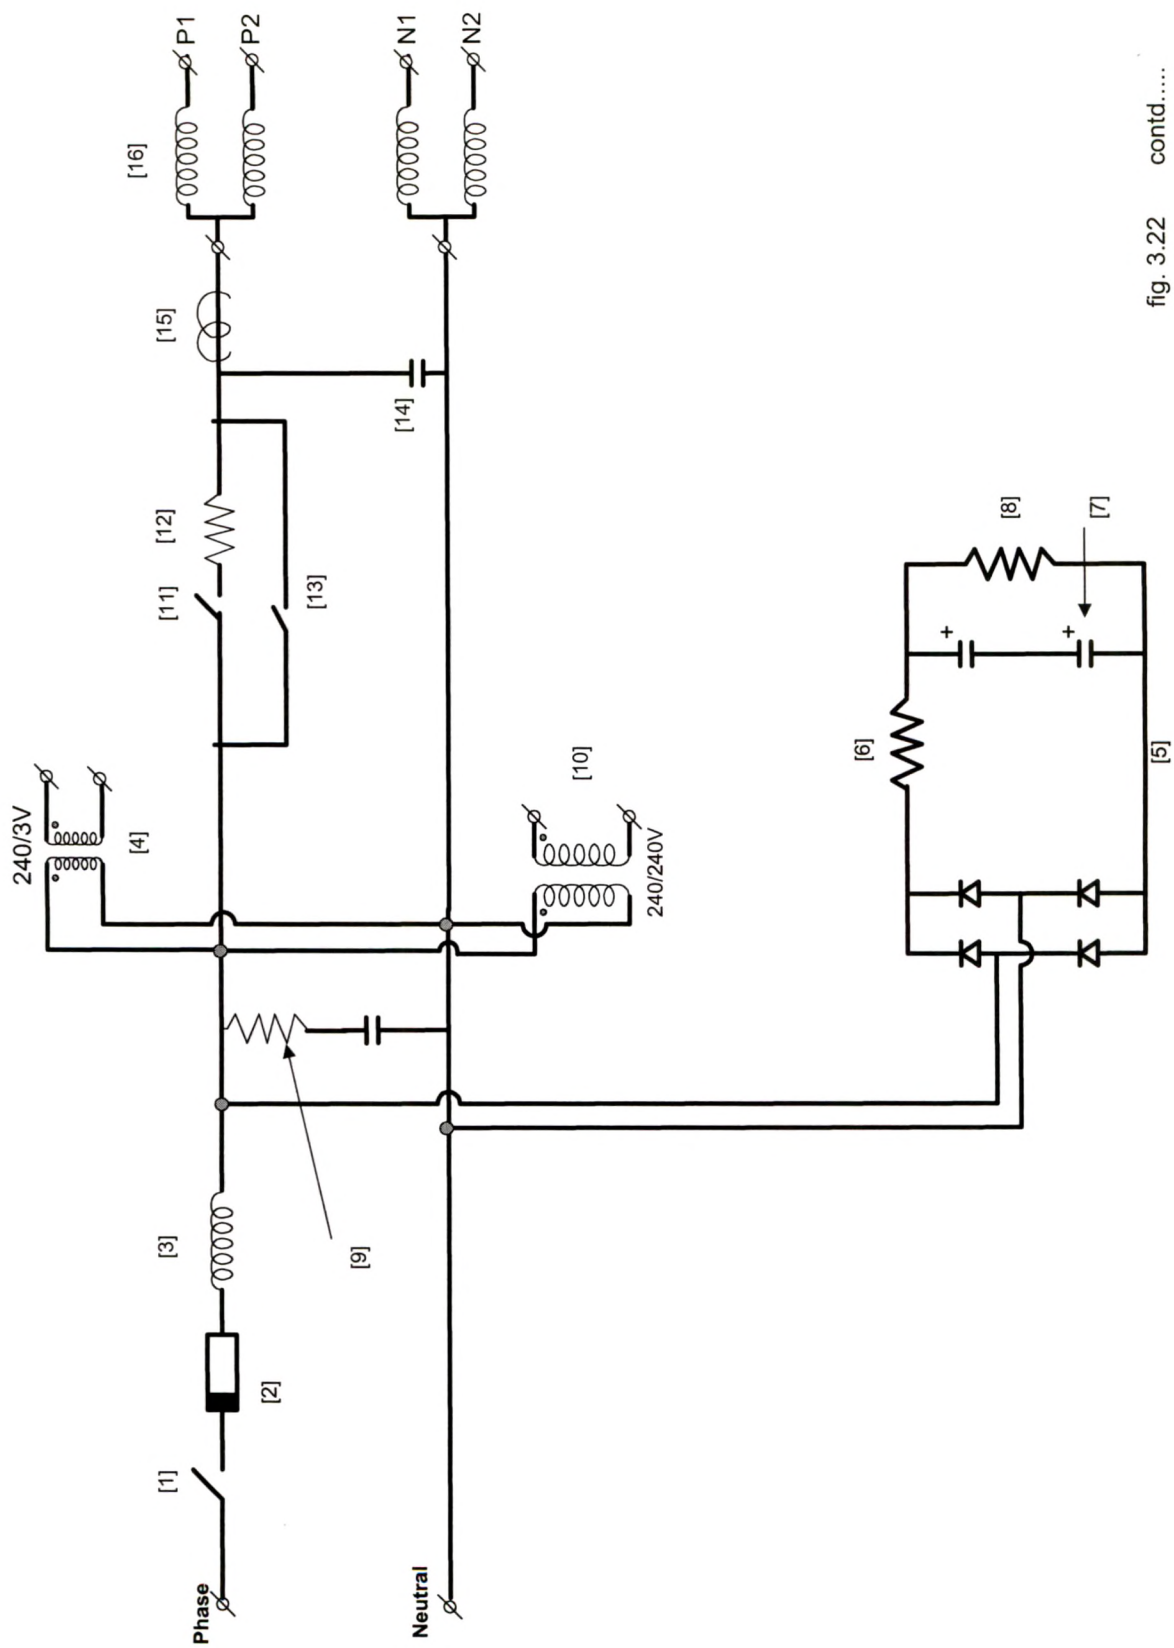 Phase
[1]
[2]
[3]
[9]
240/3V
[4]
[10]
240/240V
[11]
[12]
[13]
[14]
[15]
[16]
P1
P2
N1
N2
Neutral
[5]
[6]
+
+
[7]
[8]
fig. 3.22 contd.....